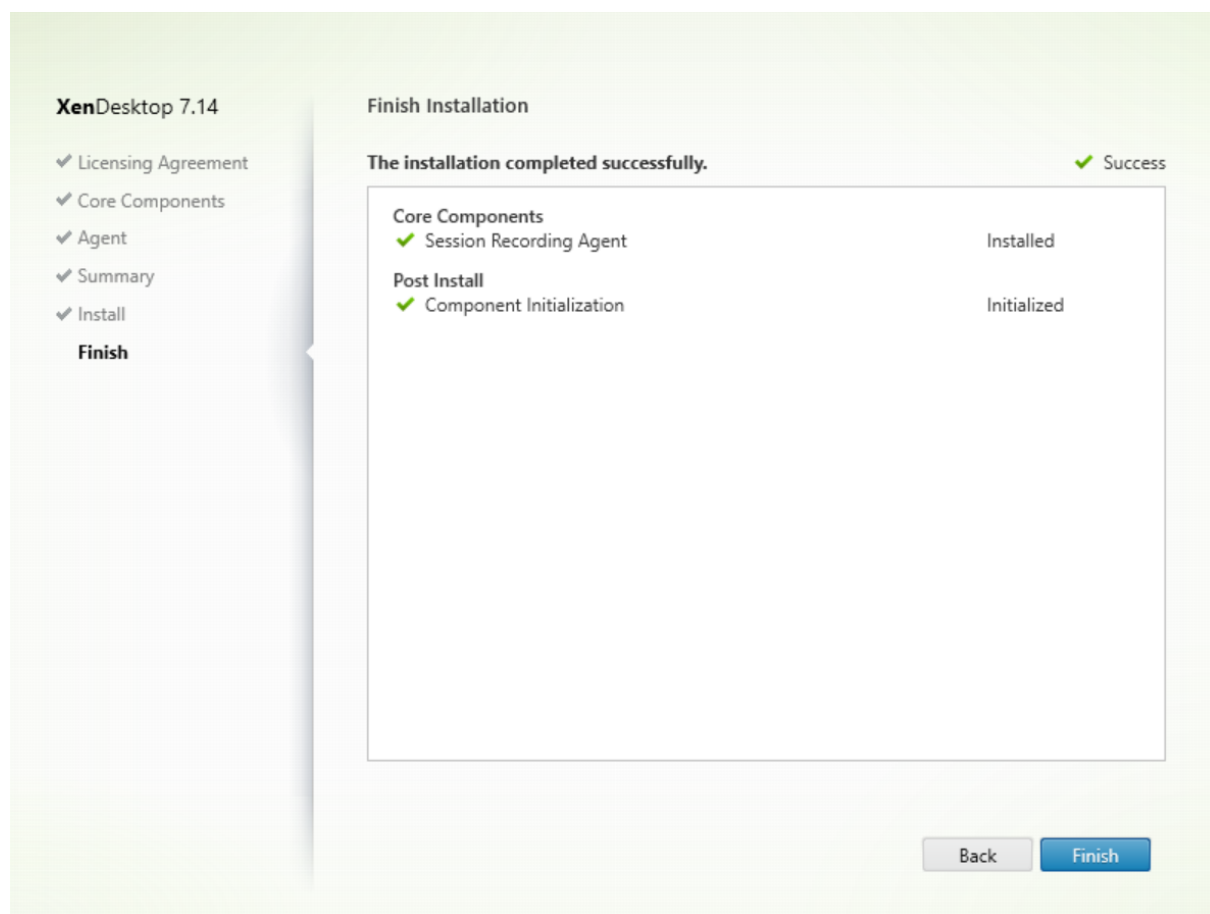 XenDesktop 7.14
Licensing Agreement
Core Components
Agent
Summary
Install
Finish
Finish Installation
The installation completed successfully.
Success
Core Components
Session Recording Agent Installed
Post Install
Component Initialization Initialized
Back Finish